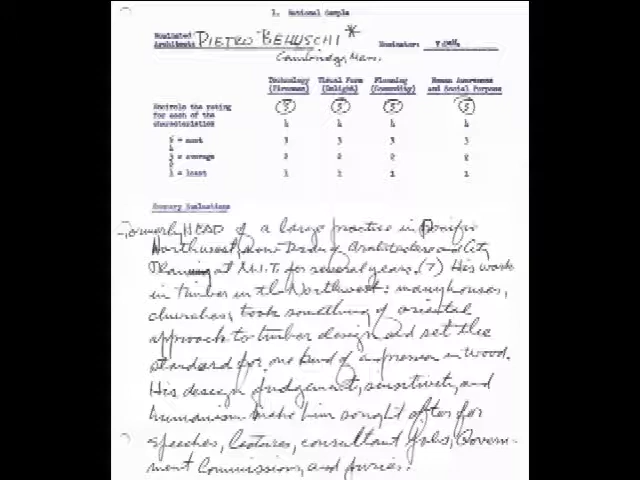 1. National Sample
Nominated
Architect: PIETRO BELLUSCHI *
Nominator:
Cambridge, Mass.
Technology Visual Form Planning Human Awareness
(Firmness) (Delight) (Commodity) and Social Purpose
Encircle the rating 5 5 5 5
for each of the
characteristics 4 4 4 4
5 = most 3 3 3 3
4
3 = average 2 2 2 2
2
1 = least 1 1 1 1
Summary Evaluations
Formerly HEAD of a large practice in Pacific
Northwest, Dean of Architecture and City
Planning at M.I.T. for several years. (7) His work
in timber in the Northwest: many houses,
churches, took something of oriental
approach to timber design and set the
standard for one kind of expression in Wood.
His design judgement, sensitivity, and
humanism make him sought after for
speeches, lectures, consultant jobs, Govern-
ment Commissions, and juries.